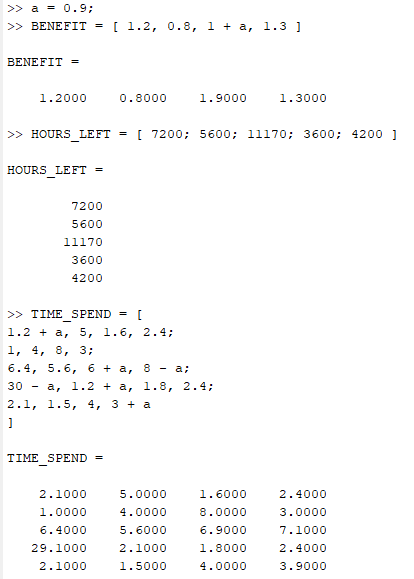 >> a = 0.9;
>> BENEFIT = [ 1.2, 0.8, 1 + a, 1.3 ]
BENEFIT =
1.2000 0.8000 1.9000 1.3000
>> HOURS_LEFT = [ 7200; 5600; 11170; 3600; 4200 ]
HOURS_LEFT =
7200
5600
11170
3600
4200
>> TIME_SPEND = [
1.2 + a, 5, 1.6, 2.4;
1, 4, 8, 3;
6.4, 5.6, 6 + a, 8 - a;
30 - a, 1.2 + a, 1.8, 2.4;
2.1, 1.5, 4, 3 + a
]
TIME_SPEND =
2.1000 5.0000 1.6000 2.4000
1.0000 4.0000 8.0000 3.0000
6.4000 5.6000 6.9000 7.1000
29.1000 2.1000 1.8000 2.4000
2.1000 1.5000 4.0000 3.9000